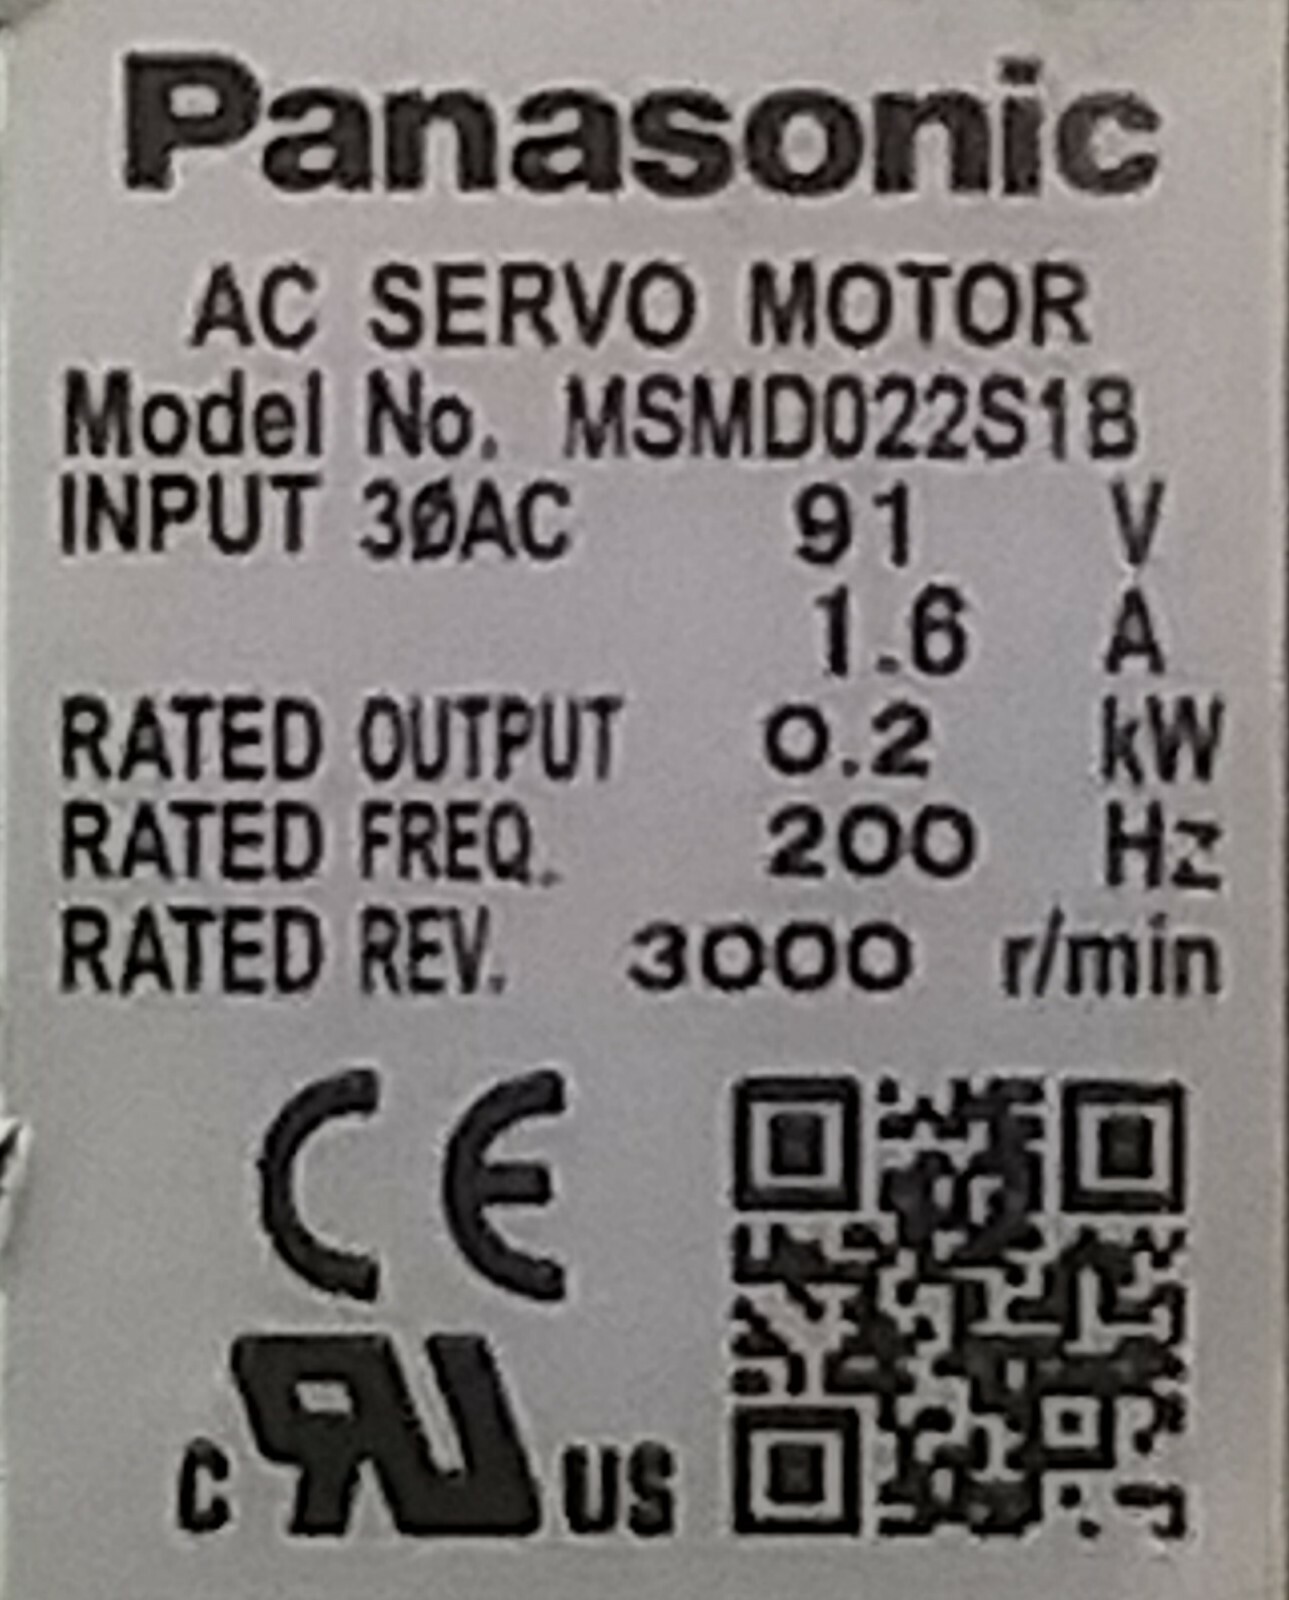 Panasonic
AC SERVO MOTOR
Model No. MSMD022S1B
INPUT 3ØAC 91 V
1.6 A
RATED OUTPUT 0.2 kW
RATED FREQ. 200 Hz
RATED REV. 3000 r/min
CE
C RU US